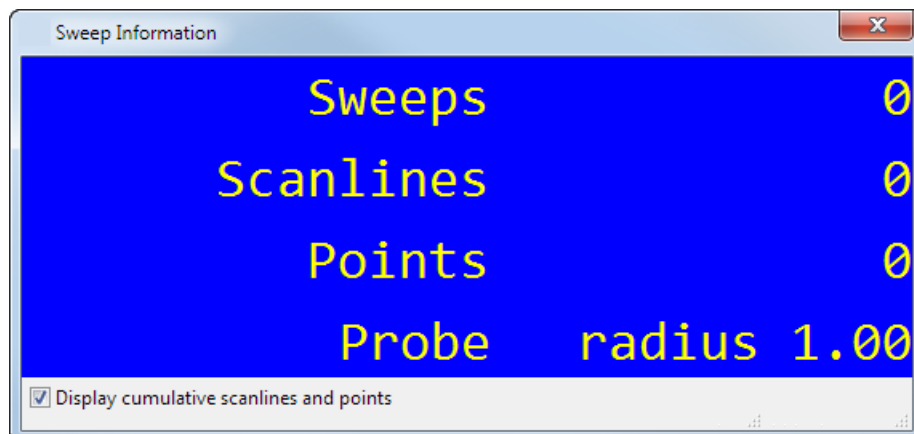 Sweep Information
Sweeps 0
Scanlines 0
Points 0
Probe radius 1.00
Display cumulative scanlines and points